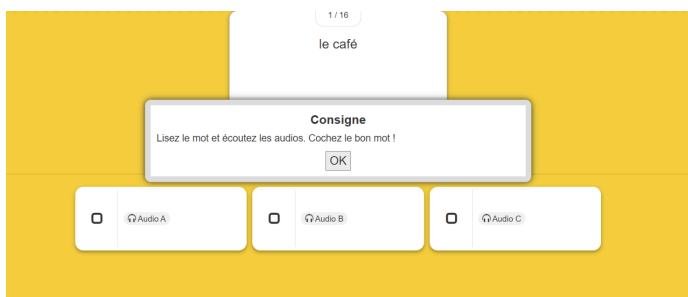 1 / 16
le café
Consigne
Lisez le mot et écoutez les audios. Cochez le bon mot !
OK
Audio A
Audio B
Audio C